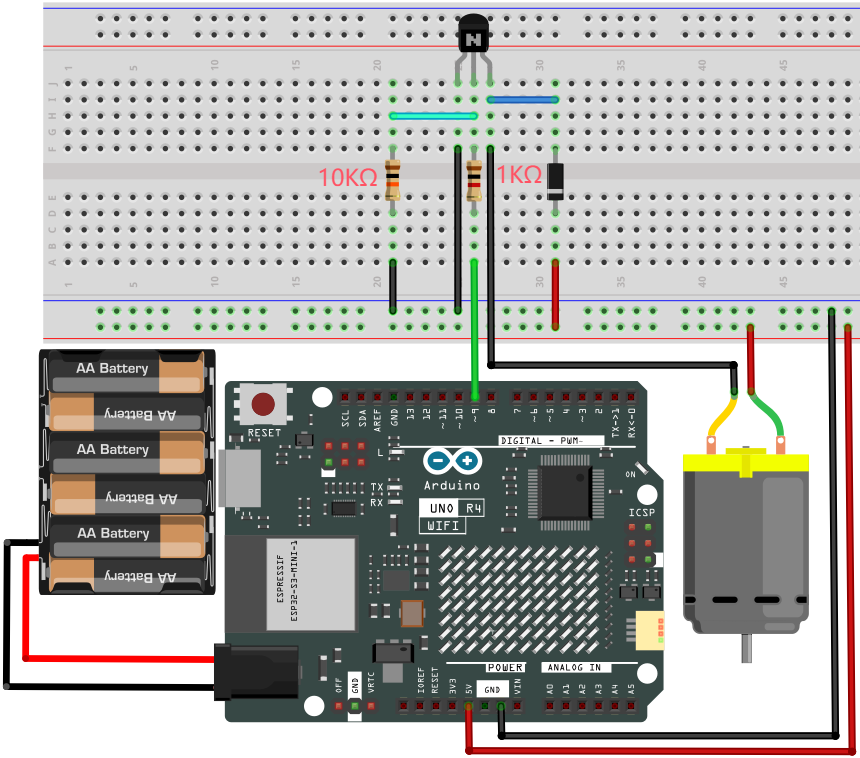 1 5 10 15 20 25 30 35 40 45
N
J
I
H
G
F
10KΩ
1KΩ
E
D
C
B
A
1 5 10 15 30 35 40 45
AA Battery
AA Battery
AA Battery
AA Battery
AA Battery
AA Battery
RESET
SCL
SDA
AREF
GND
13
12
~11
~10
~9
8
7
~6
~5
4
~3
2
TX->1
RX<-0
DIGITAL - PWM~
L
Arduino
ON
TX
RX
UNO R4
WIFI
ICSP
ESPRESSIF
ESP32-S3-MINI-1
POWER
ANALOG IN
OFF
GND
VRTC
IOREF
RESET
3V3
5V
GND
VIN
A0
A1
A2
A3
A4
A5